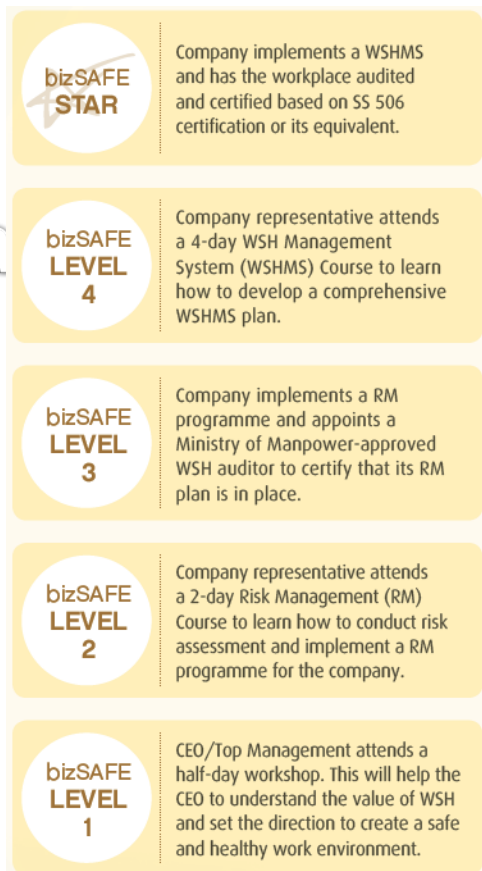 bizSAFE
STAR
Company implements a WSHMS
and has the workplace audited
and certified based on SS 506
certification or its equivalent.
bizSAFE
LEVEL
4
Company representative attends
a 4-day WSH Management
System (WSHMS) Course to learn
how to develop a comprehensive
WSHMS plan.
bizSAFE
LEVEL
3
Company implements a RM
programme and appoints a
Ministry of Manpower-approved
WSH auditor to certify that its RM
plan is in place.
bizSAFE
LEVEL
2
Company representative attends
a 2-day Risk Management (RM)
Course to learn how to conduct risk
assessment and implement a RM
programme for the company.
bizSAFE
LEVEL
1
CEO/Top Management attends a
half-day workshop. This will help the
CEO to understand the value of WSH
and set the direction to create a safe
and healthy work environment.